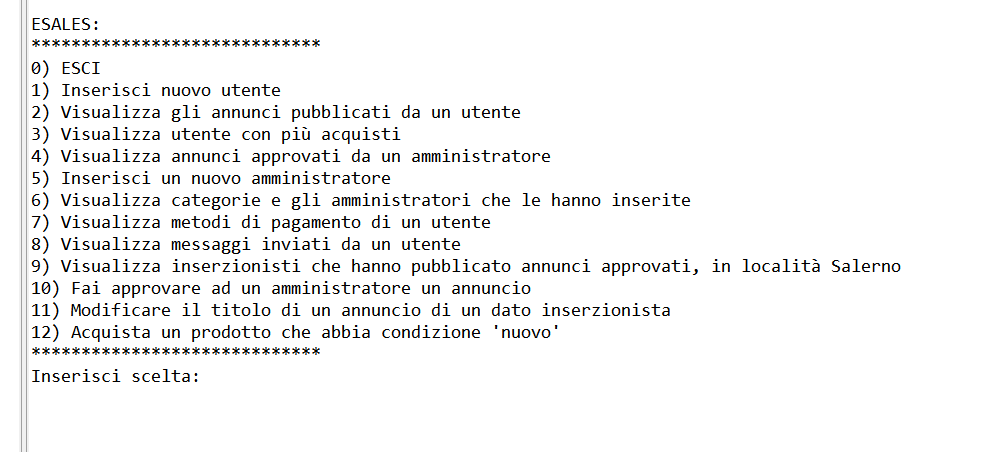 ESALES:
*****************************
0) ESCI
1) Inserisci nuovo utente
2) Visualizza gli annunci pubblicati da un utente
3) Visualizza utente con più acquisti
4) Visualizza annunci approvati da un amministratore
5) Inserisci un nuovo amministratore
6) Visualizza categorie e gli amministratori che le hanno inserite
7) Visualizza metodi di pagamento di un utente
8) Visualizza messaggi inviati da un utente
9) Visualizza inserzionisti che hanno pubblicato annunci approvati, in località Salerno
10) Fai approvare ad un amministratore un annuncio
11) Modificare il titolo di un annuncio di un dato inserzionista
12) Acquista un prodotto che abbia condizione 'nuovo'
*****************************
Inserisci scelta: